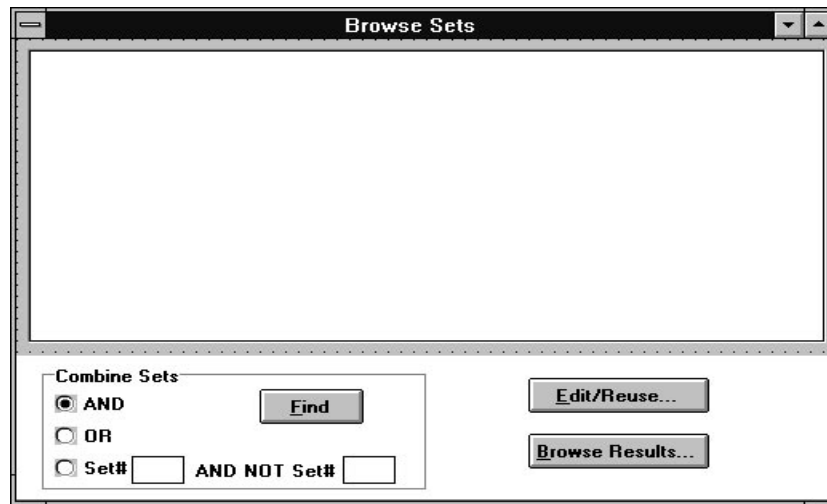 Browse Sets
Combine Sets
AND
Find
OR
Set# AND NOT Set#
Edit/Reuse...
Browse Results...